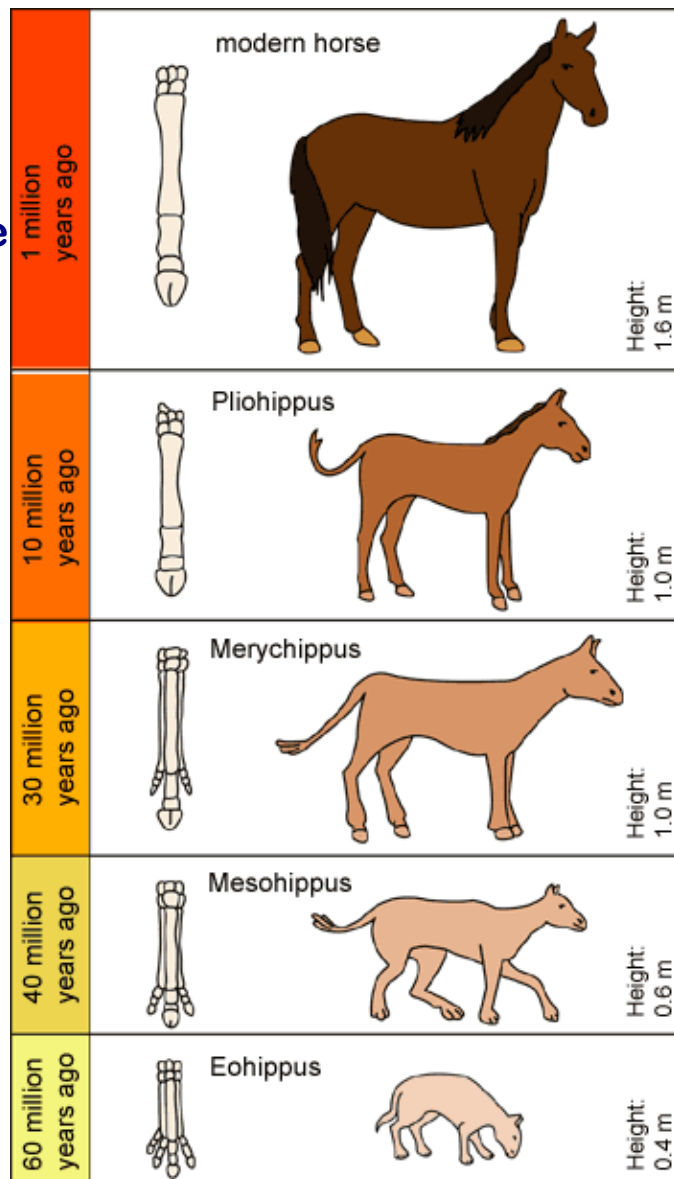 modern horse
1 million
years ago
Height:
1.6 m
Pliohippus
10 million
years ago
Height:
1.0 m
Merychippus
30 million
years ago
Height:
1.0 m
Mesohippus
40 million
years ago
Height:
0.6 m
Eohippus
60 million
years ago
Height:
0.4 m